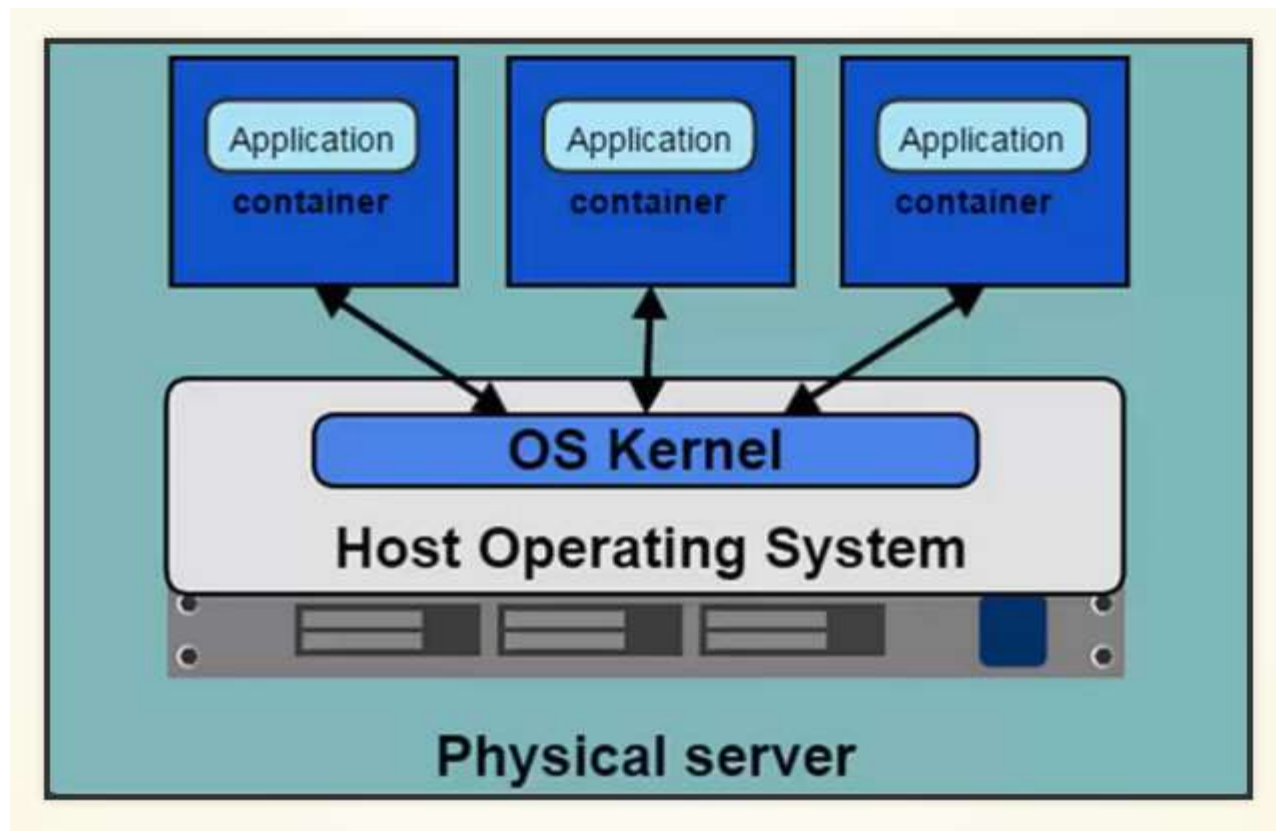 Application Application Application
container container container
OS Kernel
Host Operating System
Physical server